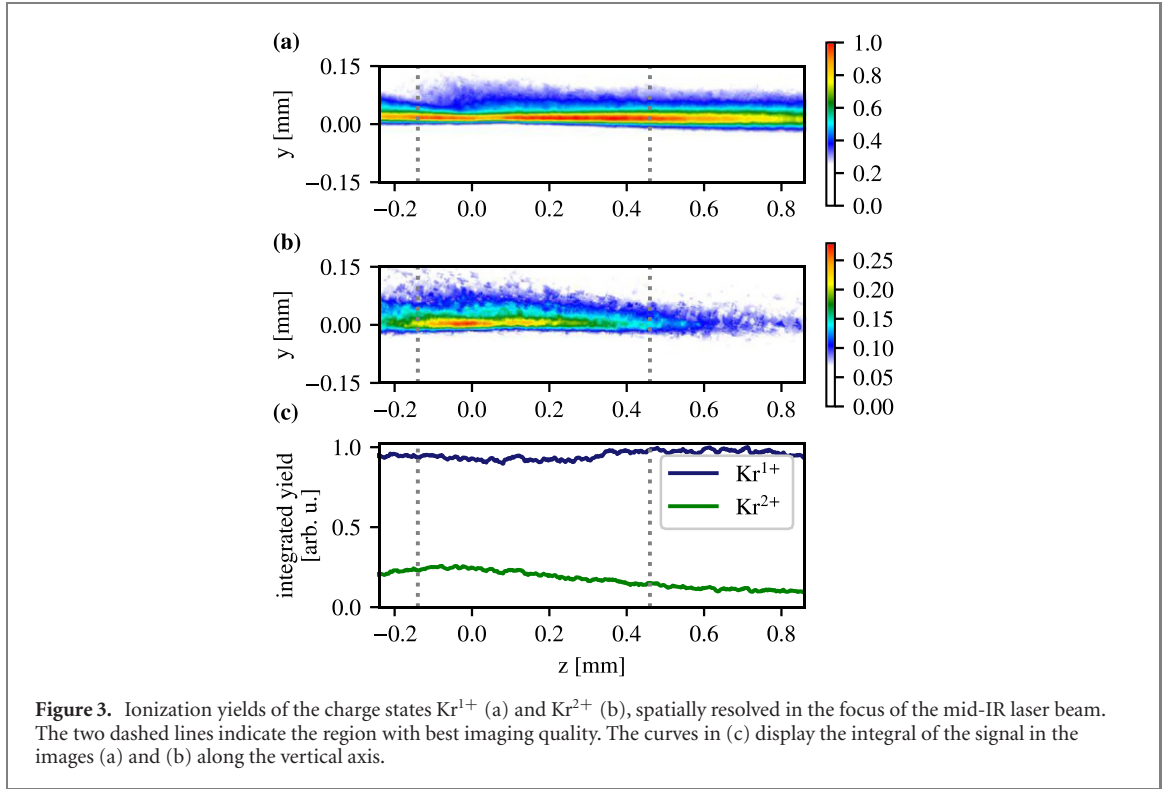 (a)
0.15
0.00
−0.15
y [mm]
−0.2 0.0 0.2 0.4 0.6 0.8
1.0
0.8
0.6
0.4
0.2
0.0
(b)
0.15
0.00
−0.15
y [mm]
−0.2 0.0 0.2 0.4 0.6 0.8
0.25
0.20
0.15
0.10
0.05
0.00
(c)
1.0
0.5
0.0
integrated yield
[arb. u.]
Kr¹⁺
Kr²⁺
−0.2 0.0 0.2 0.4 0.6 0.8
z [mm]
Figure 3. Ionization yields of the charge states Kr¹⁺ (a) and Kr²⁺ (b), spatially resolved in the focus of the mid-IR laser beam.
The two dashed lines indicate the region with best imaging quality. The curves in (c) display the integral of the signal in the
images (a) and (b) along the vertical axis.